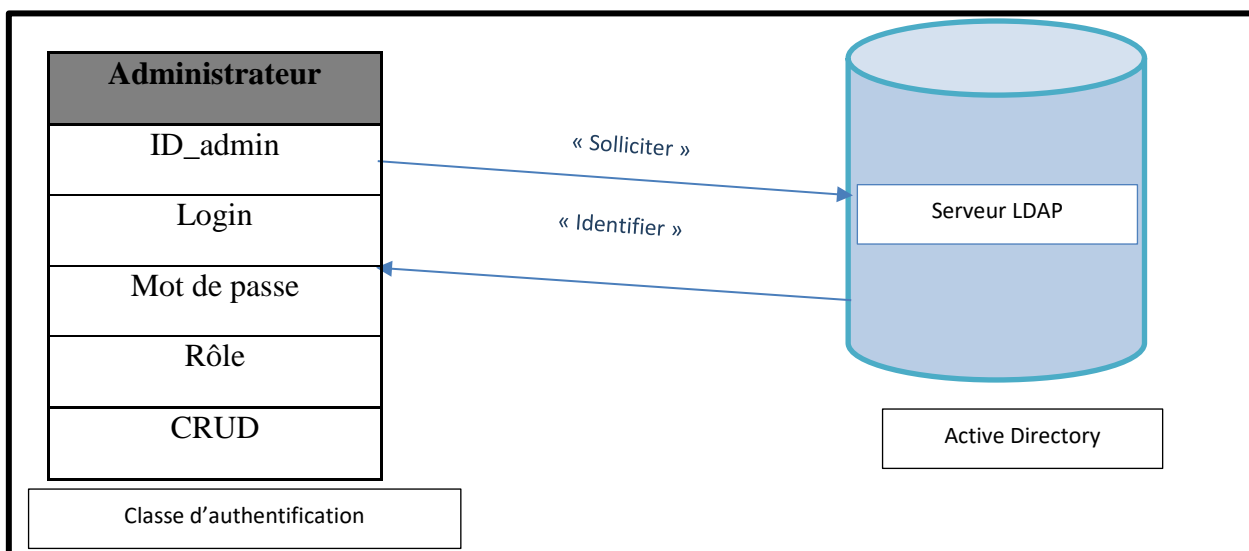 Administrateur
ID_admin
Login
Mot de passe
Rôle
CRUD
Classe d'authentification
« Solliciter »
« Identifier »
Serveur LDAP
Active Directory